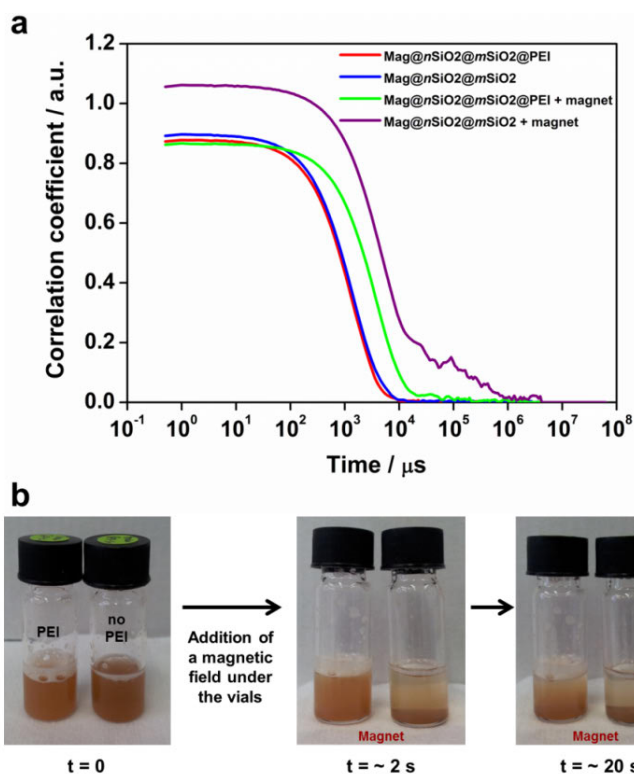 a
1.2
1.0
0.8
0.6
0.4
0.2
0.0
Correlation coefficient / a.u.
Mag@nSiO2@mSiO2@PEI
Mag@nSiO2@mSiO2
Mag@nSiO2@mSiO2@PEI + magnet
Mag@nSiO2@mSiO2 + magnet
10⁻¹ 10⁰ 10¹ 10² 10³ 10⁴ 10⁵ 10⁶ 10⁷ 10⁸
Time / μs
b
PEI
no
PEI
Addition of
a magnetic
field under
the vials
Magnet
Magnet
t = 0
t = ~ 2 s
t = ~ 20 s